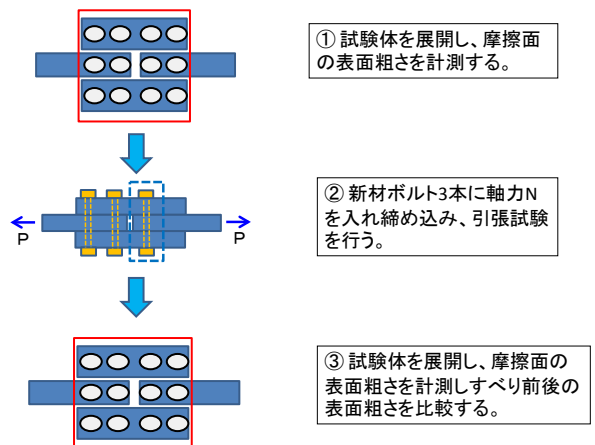 ① 試験体を展開し、摩擦面
の表面粗さを計測する。
② 新材ボルト3本に軸力N
を入れ締め込み、引張試験
を行う。
P
P
③ 試験体を展開し、摩擦面の
表面粗さを計測しすべり前後の
表面粗さを比較する。